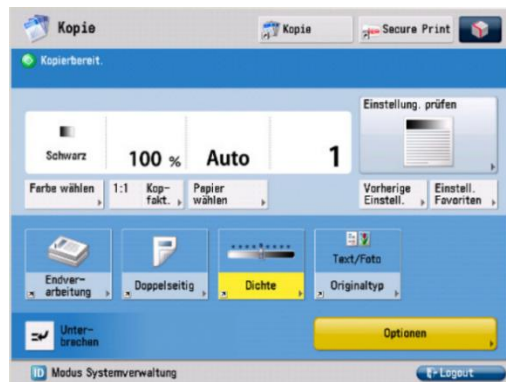 Kopie
Kopie
Secure Print
Kopierbereit.
Einstellung. prüfen
Schwarz
100 %
Auto
1
Farbe wählen
1:1 Kop-
fakt.
Papier
wählen
Vorherige
Einstell.
Einstell.
Favoriten
Text/Foto
Endver-
arbeitung
Doppelseitig
Dichte
Originaltyp
Unter-
brechen
Optionen
ID Modus Systemverwaltung
Logout